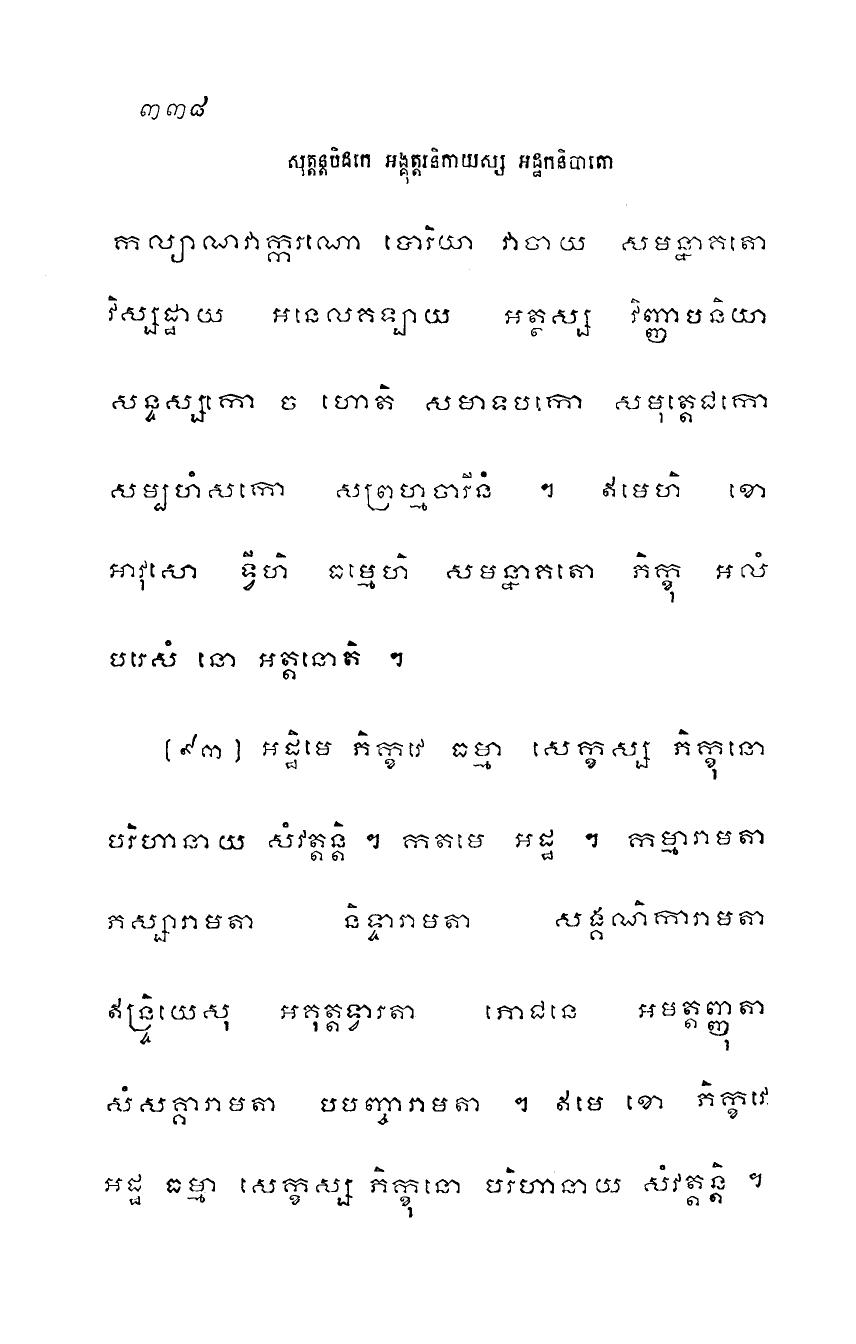 ៣៣៨
សុត្តន្តបិដកេ អង្គុត្តរនិកាយស្ស អដ្ឋកនិបាតោ
កល្យាណវាក្ករណោ បោរិយា វាចាយ សមន្នាគតោ
វិស្សដ្ឋាយ អនេលគឡាយ អត្ថស្ស វិញ្ញាបនិយា
សន្ទស្សកោ ច ហោតិ សមាទបកោ សមុត្តេជកោ
សម្បហំសកោ សព្រហ្មចារីនំ ។ ឥមេហិ ខោ
អាវុសោ ទ្វីហិ ធម្មេហិ សមន្នាគតោ ភិក្ខុ អលំ
បរេសំ នោ អត្តនោតិ ។
[៩៣] អដ្ឋិមេ ភិក្ខវេ ធម្មា សេក្ខស្ស ភិក្ខុនោ
បរិហានាយ សំវត្តន្តិ ។ កតមេ អដ្ឋ ។ កម្មារាមតា
ភស្សារាមតា និទ្ទារាមតា សង្គណិការាមតា
ឥន្ទ្រិយេសុ អគុត្តទ្វារតា ភោជនេ អមត្តញ្ញុតា
សំសគ្គារាមតា បបញ្ចារាមតា ។ ឥមេ ខោ ភិក្ខវេ
អដ្ឋ ធម្មា សេក្ខស្ស ភិក្ខុនោ បរិហានាយ សំវត្តន្តិ ។